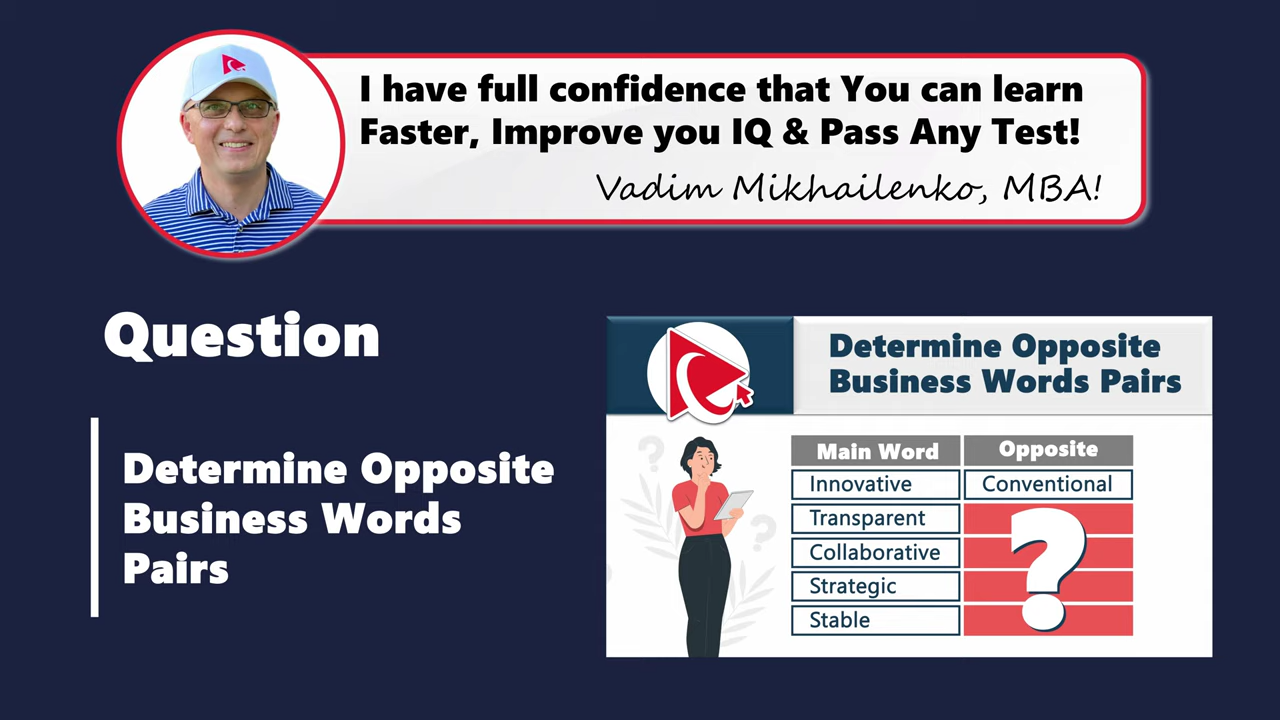 I have full confidence that You can learn
Faster, Improve you IQ & Pass Any Test!
Vadim Mikhailenko, MBA!
Question
Determine Opposite
Business Words
Pairs
Determine Opposite
Business Words Pairs
Main Word Opposite
Innovative Conventional
Transparent
Collaborative
Strategic
Stable
?